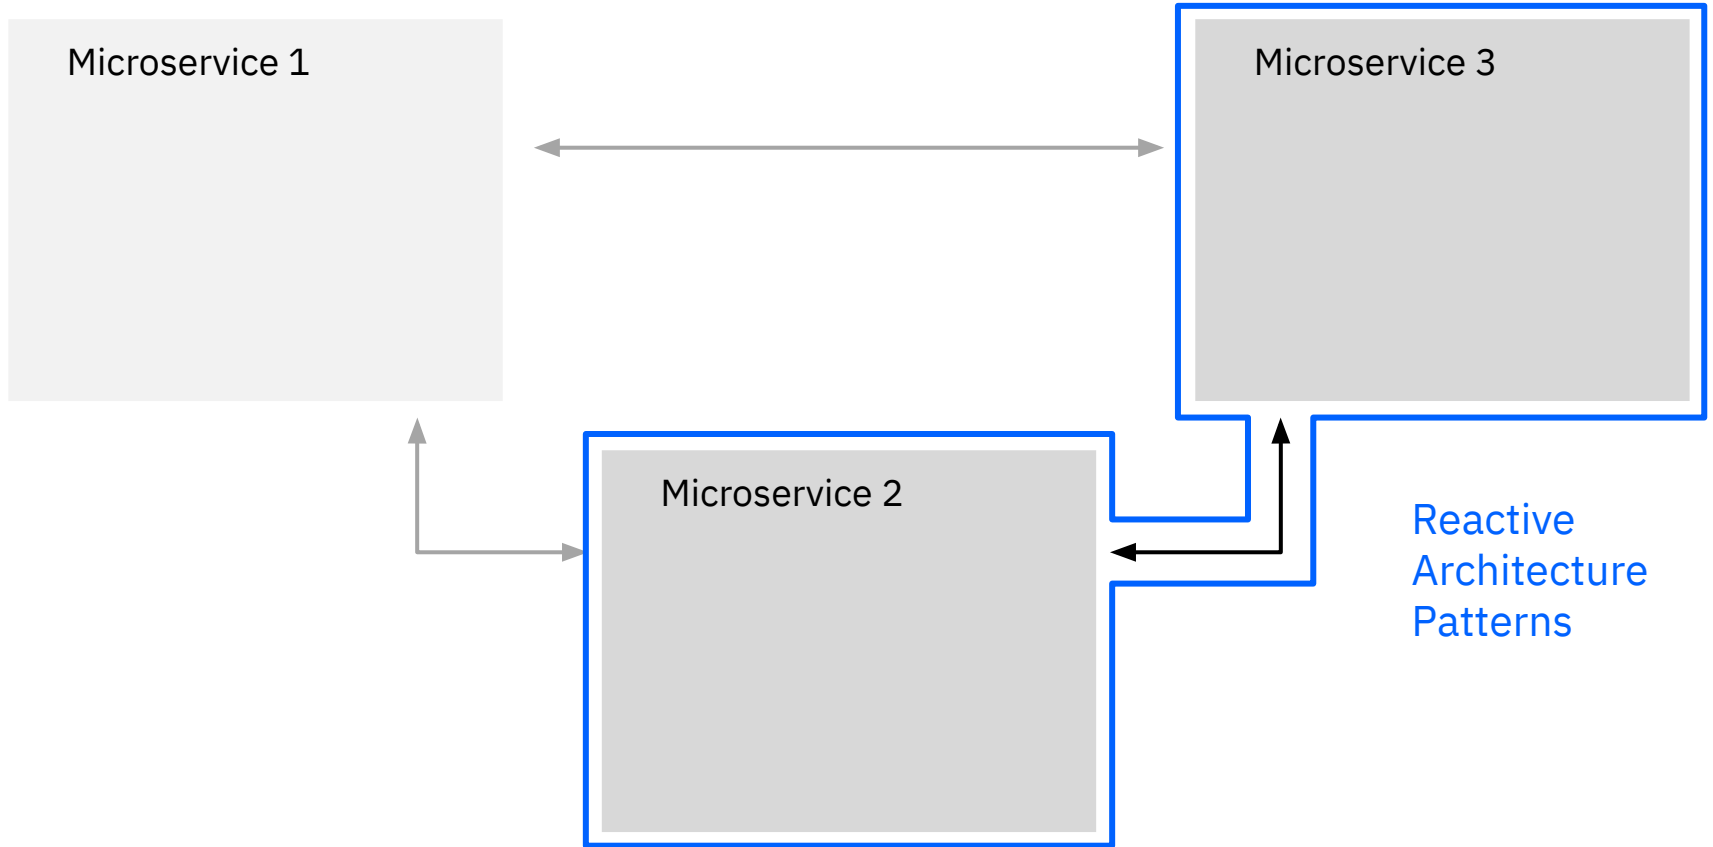 Microservice 1
Microservice 3
Microservice 2
Reactive
Architecture
Patterns